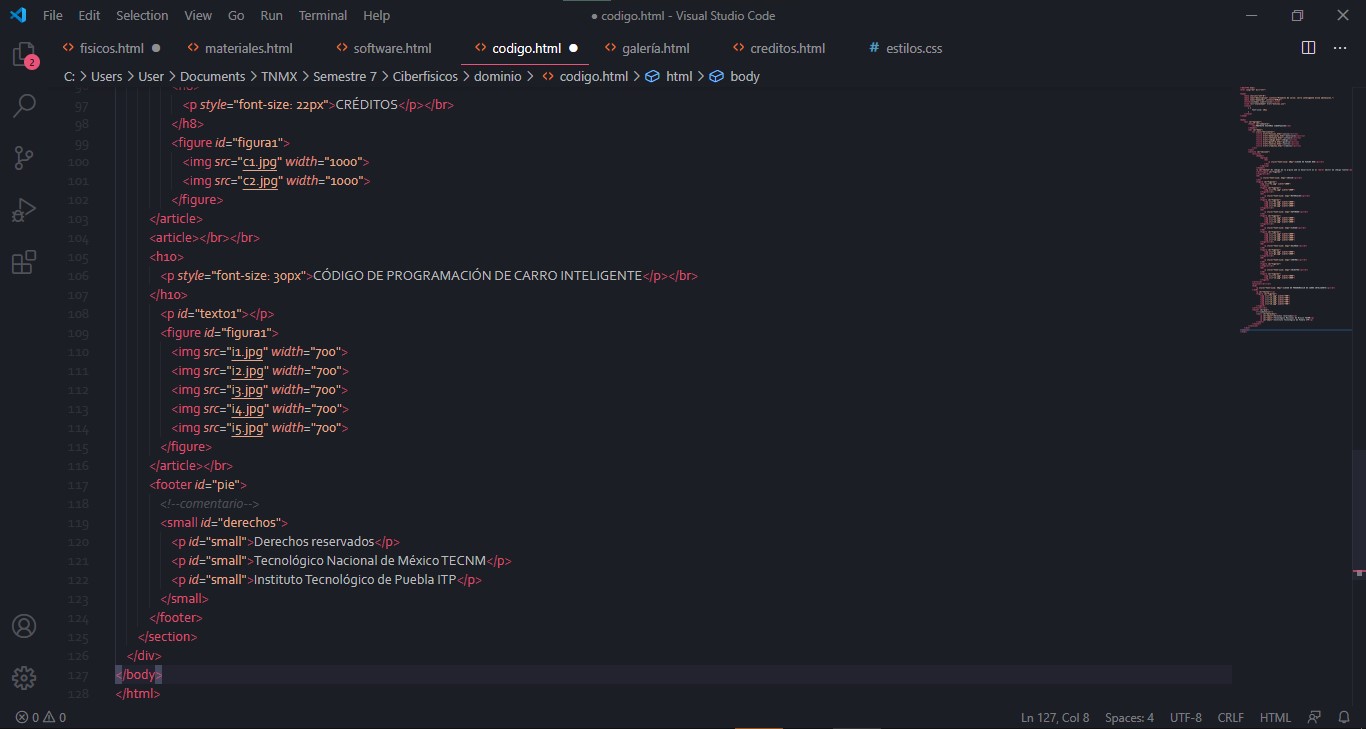 File Edit Selection View Go Run Terminal Help ● codigo.html - Visual Studio Code
fisicos.html ● materiales.html software.html codigo.html ● galería.html creditos.html # estilos.css
C: > Users > User > Documents > TNMX > Semestre 7 > Ciberfisicos > dominio > codigo.html > html > body
2
97 <p style="font-size: 22px">CRÉDITOS</p></br>
98 </h8>
99 <figure id="figura1">
100 <img src="c1.jpg" width="1000">
101 <img src="c2.jpg" width="1000">
102 </figure>
103 </article>
104 <article></br></br>
105 <h10>
106 <p style="font-size: 30px">CÓDIGO DE PROGRAMACIÓN DE CARRO INTELIGENTE</p></br>
107 </h10>
108 <p id="texto1"></p>
109 <figure id="figura1">
110 <img src="i1.jpg" width="700">
111 <img src="i2.jpg" width="700">
112 <img src="i3.jpg" width="700">
113 <img src="i4.jpg" width="700">
114 <img src="i5.jpg" width="700">
115 </figure>
116 </article></br>
117 <footer id="pie">
118 <!--comentario-->
119 <small id="derechos">
120 <p id="small">Derechos reservados</p>
121 <p id="small">Tecnológico Nacional de México TECNM</p>
122 <p id="small">Instituto Tecnológico de Puebla ITP</p>
123 </small>
124 </footer>
125 </section>
126 </div>
127 </body>
128 </html>
0 0 Ln 127, Col 8 Spaces: 4 UTF-8 CRLF HTML